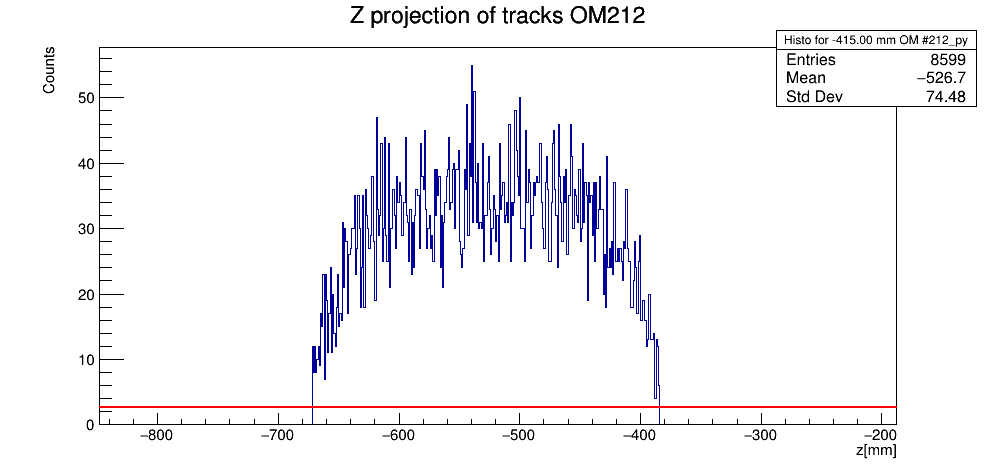 Z projection of tracks OM212
Histo for -415.00 mm OM #212_py
Entries 8599
Mean −526.7
Std Dev 74.48
Counts
50
40
30
20
10
0
−800 −700 −600 −500 −400 −300 −200
z[mm]